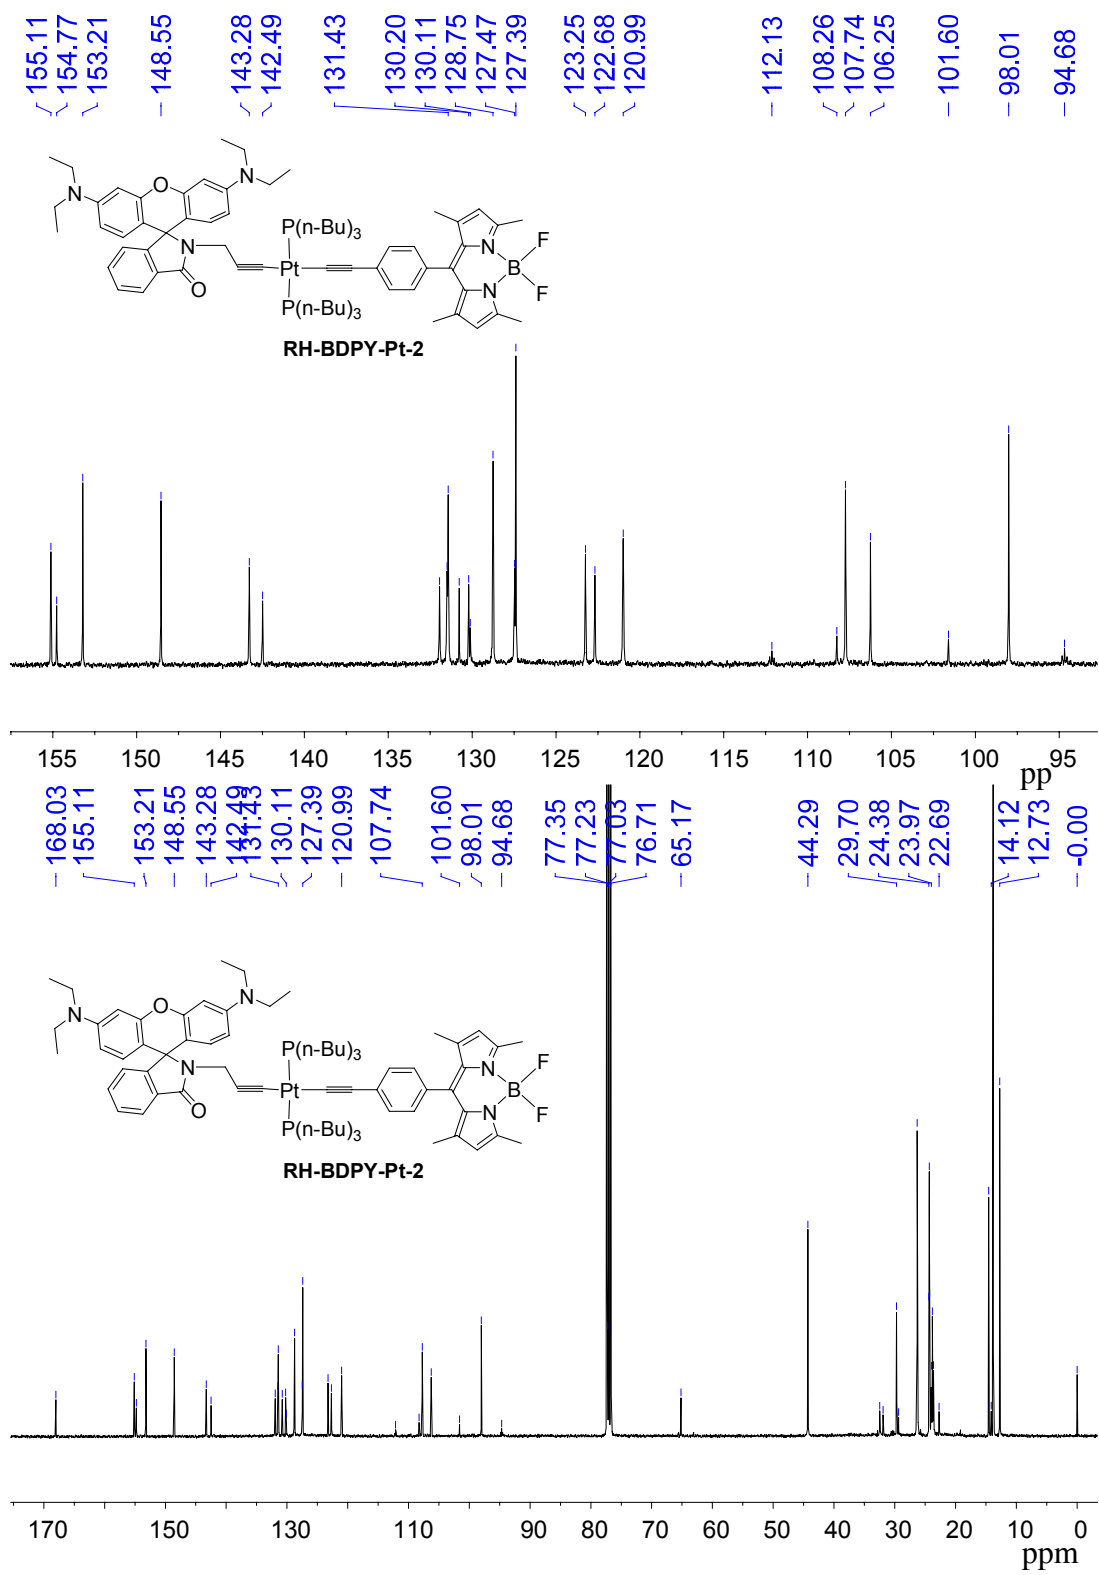 155.11
154.77
153.21
148.55
143.28
142.49
131.43
130.20
130.11
128.75
127.47
127.39
123.25
122.68
120.99
112.13
108.26
107.74
106.25
101.60
98.01
94.68
N
O
N
P(n-Bu)3
N
Pt
O
P(n-Bu)3
N
B
F
N
F
RH-BDPY-Pt-2
155 150 145 140 135 130 125 120 115 110 105 100 95
pp
168.03
155.11
153.21
148.55
143.28
142.49
131.43
130.11
127.39
120.99
107.74
101.60
98.01
94.68
77.35
77.23
77.03
76.71
65.17
44.29
29.70
24.38
23.97
22.69
14.12
12.73
-0.00
N
O
N
P(n-Bu)3
N
Pt
O
P(n-Bu)3
N
B
F
N
F
RH-BDPY-Pt-2
170 150 130 110 90 80 70 60 50 40 30 20 10 0
ppm